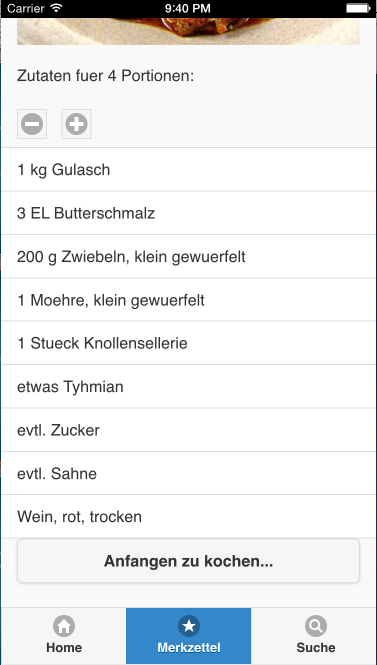 Carrier 9:40 PM
Zutaten fuer 4 Portionen:
1 kg Gulasch
3 EL Butterschmalz
200 g Zwiebeln, klein gewuerfelt
1 Moehre, klein gewuerfelt
1 Stueck Knollensellerie
etwas Tyhmian
evtl. Zucker
evtl. Sahne
Wein, rot, trocken
Anfangen zu kochen...
Home Merkzettel Suche